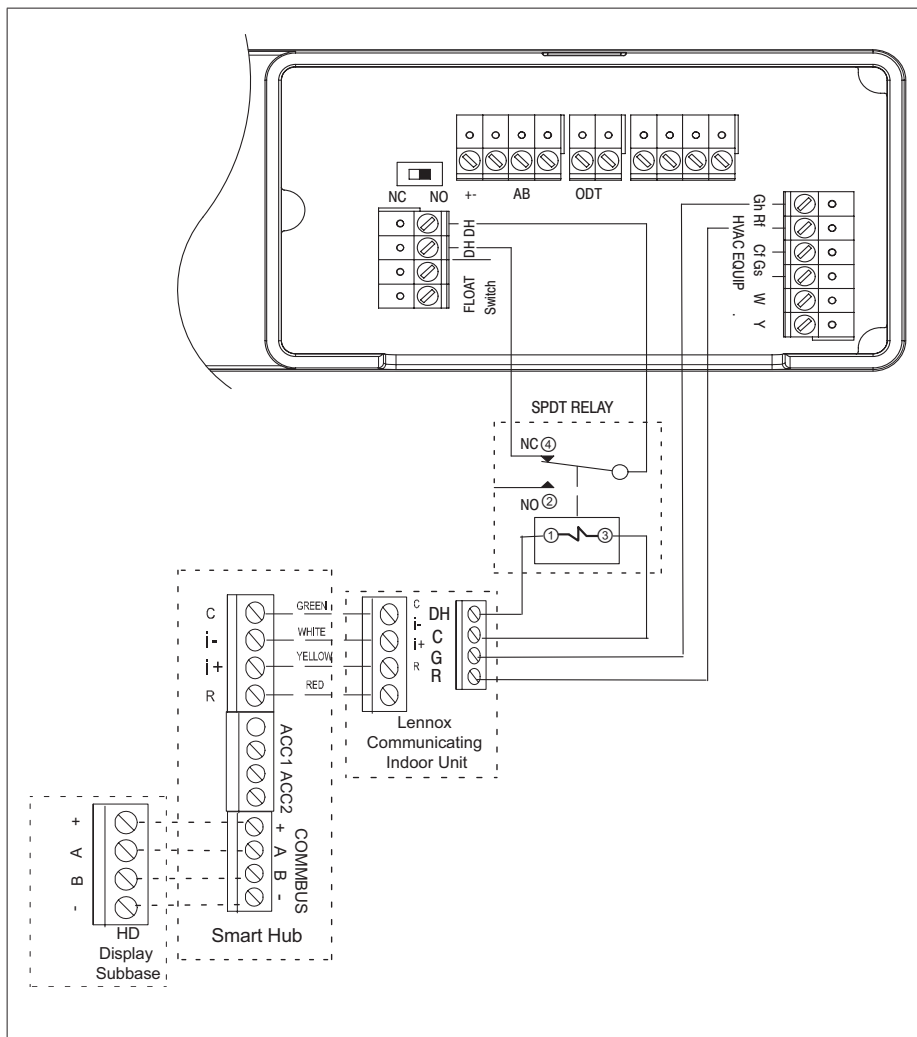 NC NO +- AB ODT
DH DH
FLOAT
Switch
Gh Rf Cf Gs W Y
HVAC EQUIP
.
SPDT RELAY
NC ④
NO ②
① ③
C GREEN C DH
i- WHITE i- C
i+ YELLOW i+ G
R RED R R
Lennox
Communicating
Indoor Unit
ACC1 ACC2
+ A B -
COMMBUS
Smart Hub
+ A B -
HD
Display
Subbase